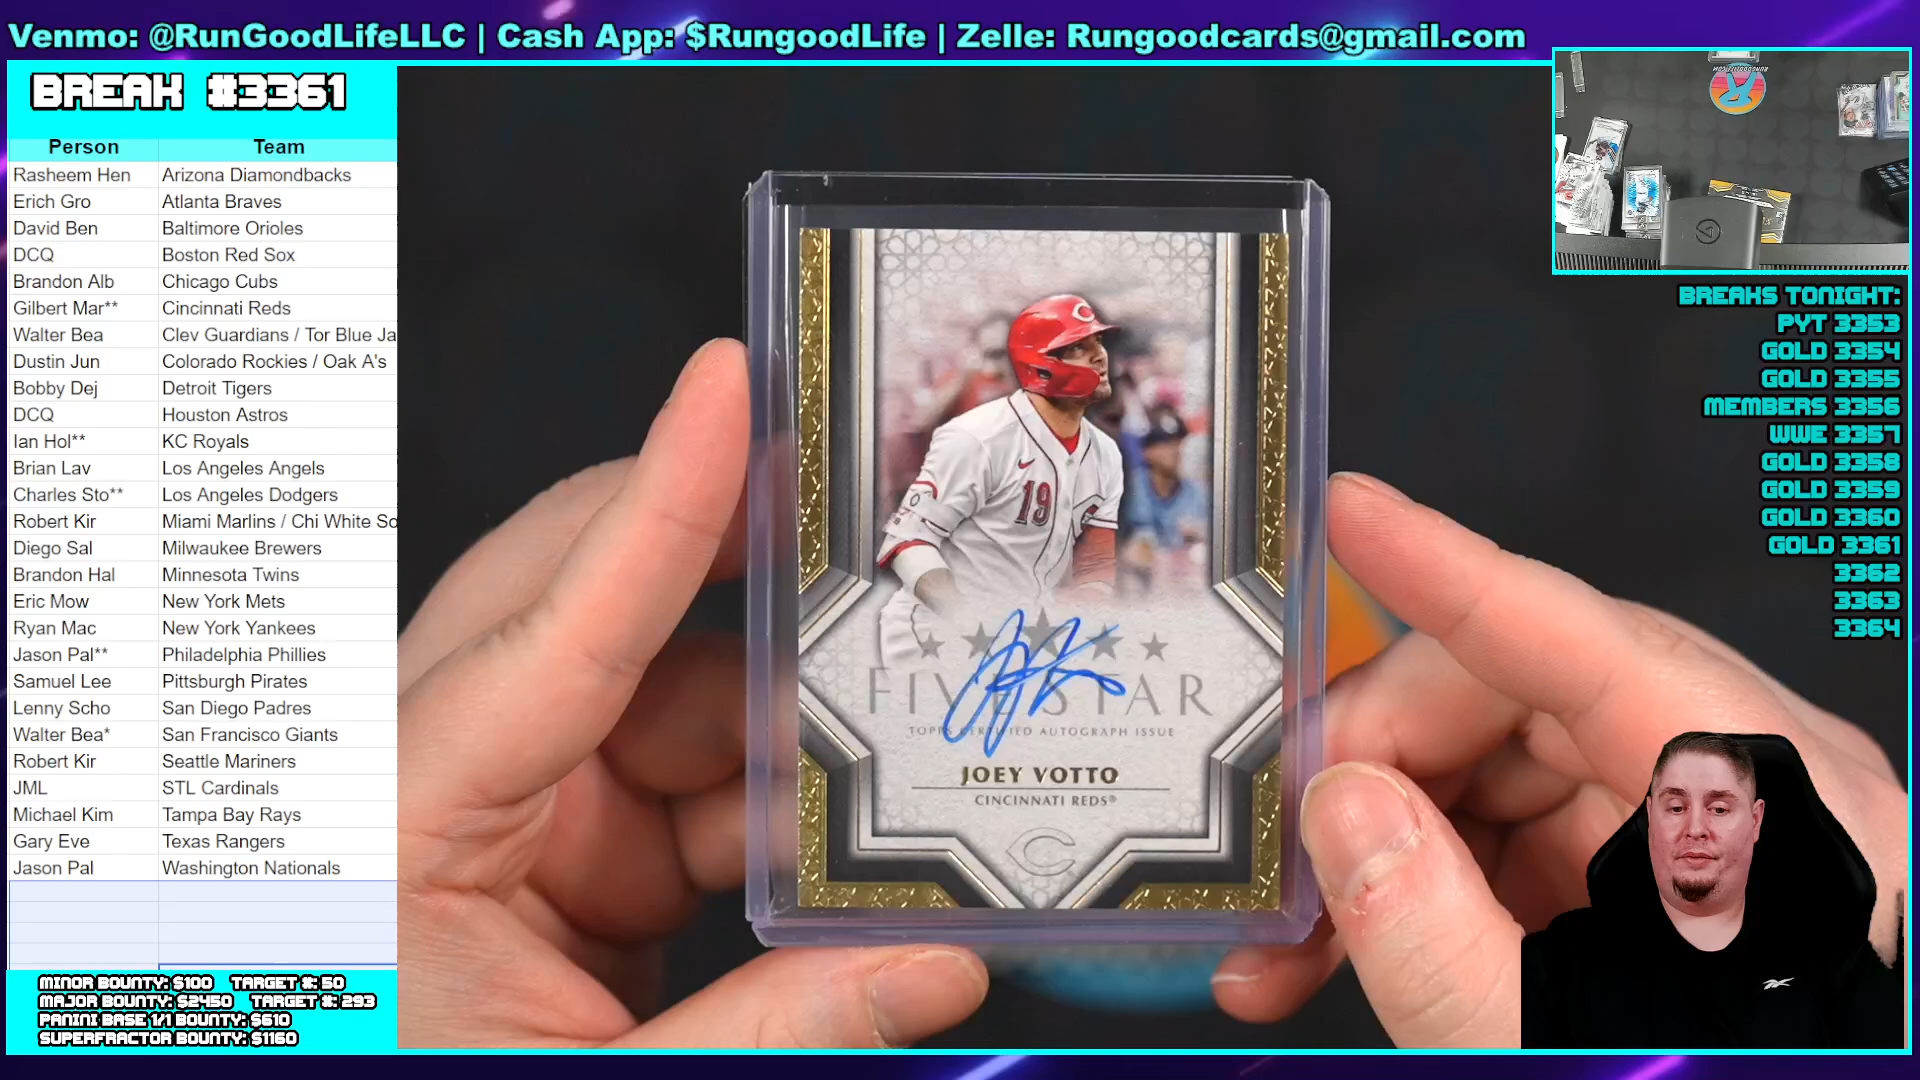 Venmo: @RunGoodLifeLLC | Cash App: $RungoodLife | Zelle: Rungoodcards@gmail.com
BREAK #3361
Person Team
Rasheem Hen Arizona Diamondbacks
Erich Gro Atlanta Braves
David Ben Baltimore Orioles
DCQ Boston Red Sox
Brandon Alb Chicago Cubs
Gilbert Mar** Cincinnati Reds
Walter Bea Clev Guardians / Tor Blue Ja
Dustin Jun Colorado Rockies / Oak A's
Bobby Dej Detroit Tigers
DCQ Houston Astros
Ian Hol** KC Royals
Brian Lav Los Angeles Angels
Charles Sto** Los Angeles Dodgers
Robert Kir Miami Marlins / Chi White So
Diego Sal Milwaukee Brewers
Brandon Hal Minnesota Twins
Eric Mow New York Mets
Ryan Mac New York Yankees
Jason Pal** Philadelphia Phillies
Samuel Lee Pittsburgh Pirates
Lenny Scho San Diego Padres
Walter Bea* San Francisco Giants
Robert Kir Seattle Mariners
JML STL Cardinals
Michael Kim Tampa Bay Rays
Gary Eve Texas Rangers
Jason Pal Washington Nationals
MINOR BOUNTY: $100 TARGET #: 50
MAJOR BOUNTY: $2450 TARGET #: 293
PANINI BASE 1/1 BOUNTY: $610
SUPERFRACTOR BOUNTY: $1160
19
FIVE STAR
TOPPS CERTIFIED AUTOGRAPH ISSUE
JOEY VOTTO
CINCINNATI REDS®
BREAKS TONIGHT:
PYT 3353
GOLD 3354
GOLD 3355
MEMBERS 3356
WWE 3357
GOLD 3358
GOLD 3359
GOLD 3360
GOLD 3361
3362
3363
3364